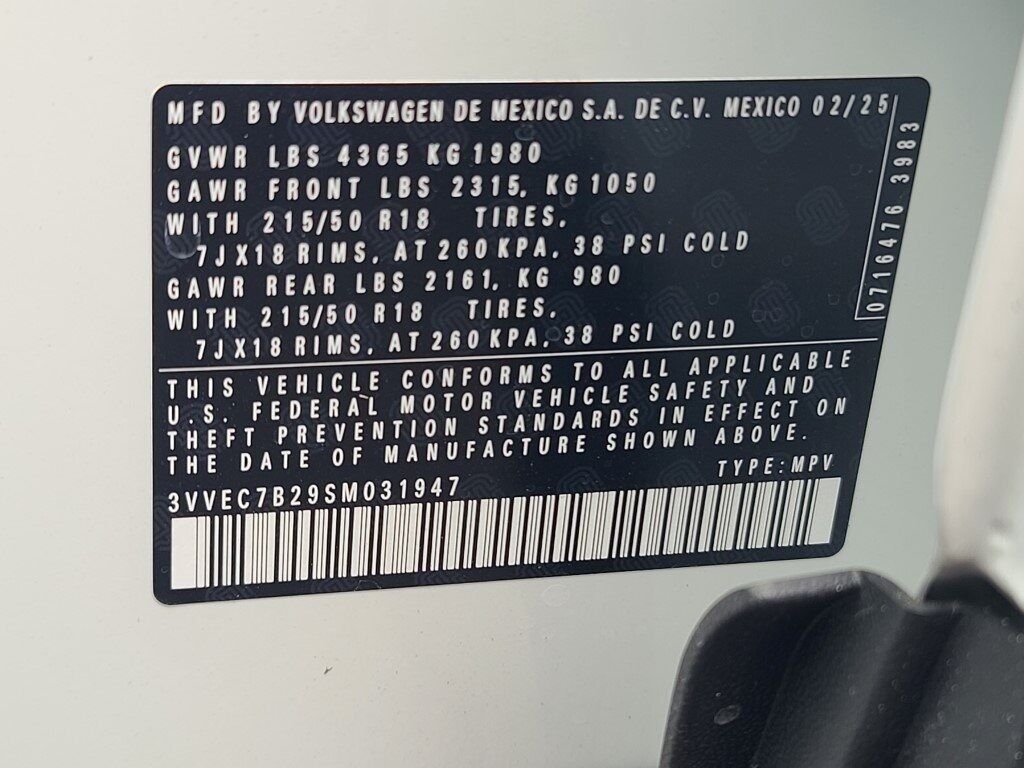 MFD BY VOLKSWAGEN DE MEXICO S.A. DE C.V. MEXICO 02/25
GVWR LBS 4365 KG 1980
GAWR FRONT LBS 2315, KG 1050
WITH 215/50 R18 TIRES,
7JX18 RIMS, AT 260 KPA, 38 PSI COLD
GAWR REAR LBS 2161, KG 980
WITH 215/50 R18 TIRES,
7JX18 RIMS, AT 260 KPA, 38 PSI COLD
0716476 3983
THIS VEHICLE CONFORMS TO ALL APPLICABLE
U.S. FEDERAL MOTOR VEHICLE SAFETY AND
THEFT PREVENTION STANDARDS IN EFFECT ON
THE DATE OF MANUFACTURE SHOWN ABOVE.
TYPE: MPV
3VVEC7B29SM031947